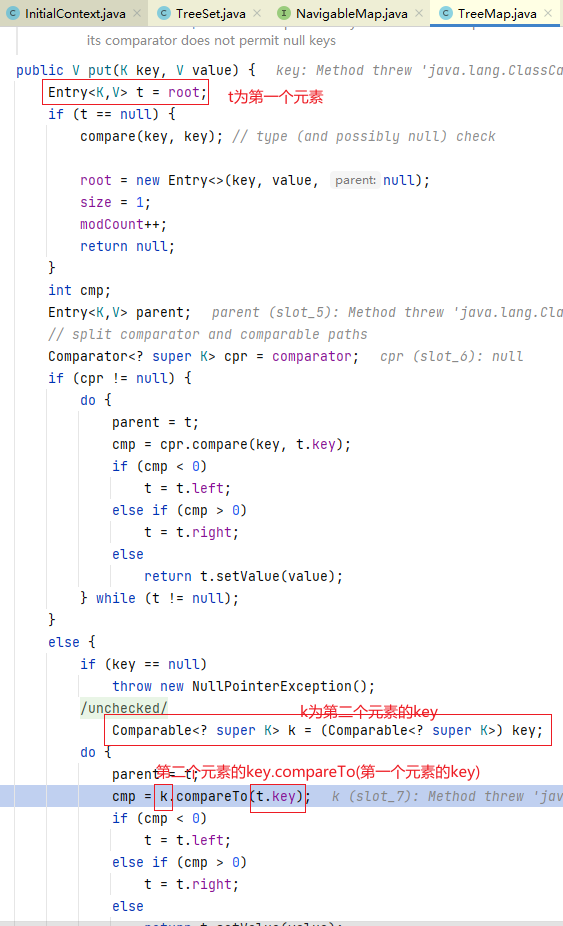 InitialContext.java TreeSet.java NavigableMap.java TreeMap.java
its comparator does not permit null keys
public V put(K key, V value) { key: Method threw 'java.lang.ClassCa
Entry<K,V> t = root; t为第一个元素
if (t == null) {
compare(key, key); // type (and possibly null) check
root = new Entry<>(key, value, parent: null);
size = 1;
modCount++;
return null;
}
int cmp;
Entry<K,V> parent; parent (slot_5): Method threw 'java.lang.Cla
// split comparator and comparable paths
Comparator<? super K> cpr = comparator; cpr (slot_6): null
if (cpr != null) {
do {
parent = t;
cmp = cpr.compare(key, t.key);
if (cmp < 0)
t = t.left;
else if (cmp > 0)
t = t.right;
else
return t.setValue(value);
} while (t != null);
}
else {
if (key == null)
throw new NullPointerException();
/unchecked/ k为第二个元素的key
Comparable<? super K> k = (Comparable<? super K>) key;
do {
第二个元素的key.compareTo(第一个元素的key)
parent = t;
cmp = k.compareTo(t.key); k (slot_7): Method threw 'jav
if (cmp < 0)
t = t.left;
else if (cmp > 0)
t = t.right;
else
return t.setValue(value);